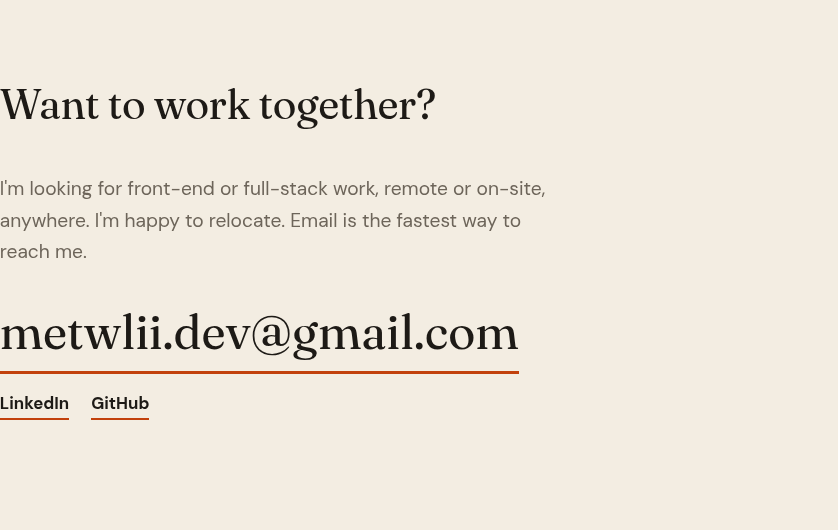 Want to work together?
I'm looking for front-end or full-stack work, remote or on-site,
anywhere. I'm happy to relocate. Email is the fastest way to
reach me.
metwlii.dev@gmail.com
LinkedIn GitHub